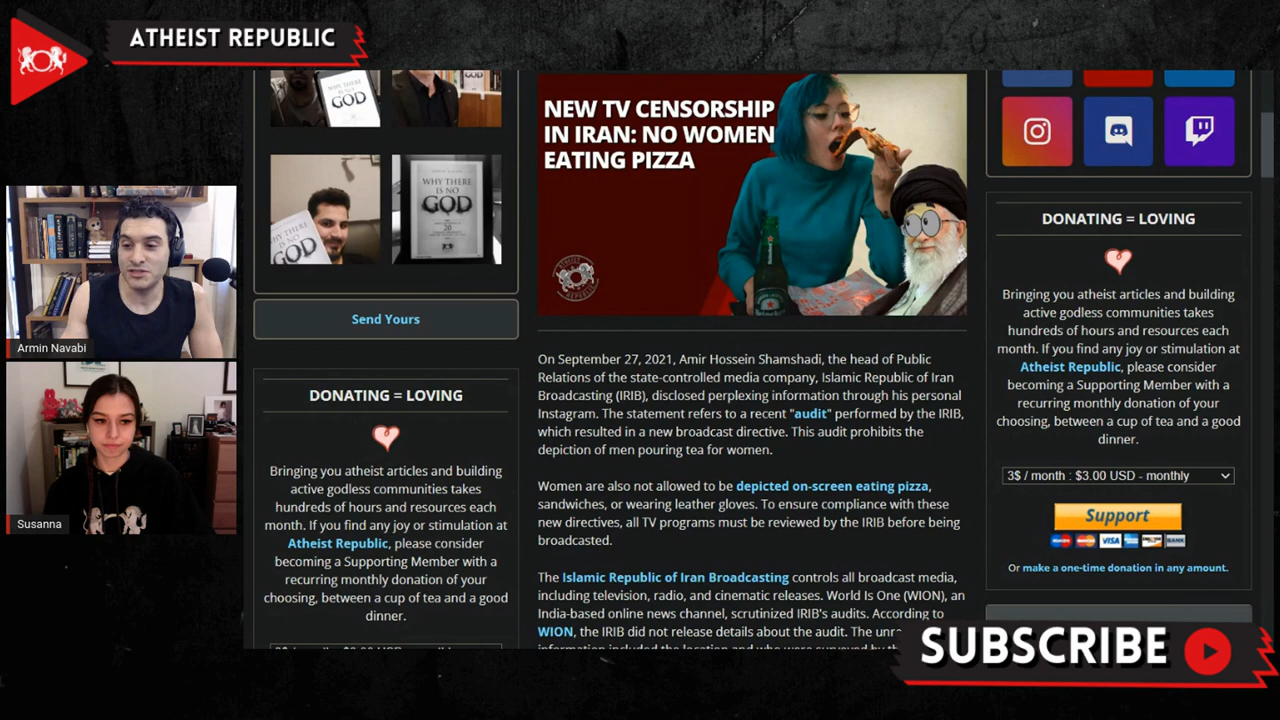 ATHEIST REPUBLIC
WHY THERE
IS NO
GOD
GOD
NEW TV CENSORSHIP
IN IRAN: NO WOMEN
EATING PIZZA
WHY THERE
IS NO
GOD
WHY THERE
IS NO
GOD
20
Send Yours
Armin Navabi
Susanna
DONATING = LOVING
Bringing you atheist articles and building
active godless communities takes
hundreds of hours and resources each
month. If you find any joy or stimulation at
Atheist Republic, please consider
becoming a Supporting Member with a
recurring monthly donation of your
choosing, between a cup of tea and a good
dinner.
On September 27, 2021, Amir Hossein Shamshadi, the head of Public
Relations of the state-controlled media company, Islamic Republic of Iran
Broadcasting (IRIB), disclosed perplexing information through his personal
Instagram. The statement refers to a recent "audit" performed by the IRIB,
which resulted in a new broadcast directive. This audit prohibits the
depiction of men pouring tea for women.
Women are also not allowed to be depicted on-screen eating pizza,
sandwiches, or wearing leather gloves. To ensure compliance with these
new directives, all TV programs must be reviewed by the IRIB before being
broadcasted.
The Islamic Republic of Iran Broadcasting controls all broadcast media,
including television, radio, and cinematic releases. World Is One (WION), an
India-based online news channel, scrutinized IRIB's audits. According to
WION, the IRIB did not release details about the audit. The
DONATING = LOVING
Bringing you atheist articles and building
active godless communities takes
hundreds of hours and resources each
month. If you find any joy or stimulation at
Atheist Republic, please consider
becoming a Supporting Member with a
recurring monthly donation of your
choosing, between a cup of tea and a good
dinner.
3$ / month : $3.00 USD - monthly
Support
VISA
BANK
Or make a one-time donation in any amount.
SUBSCRIBE